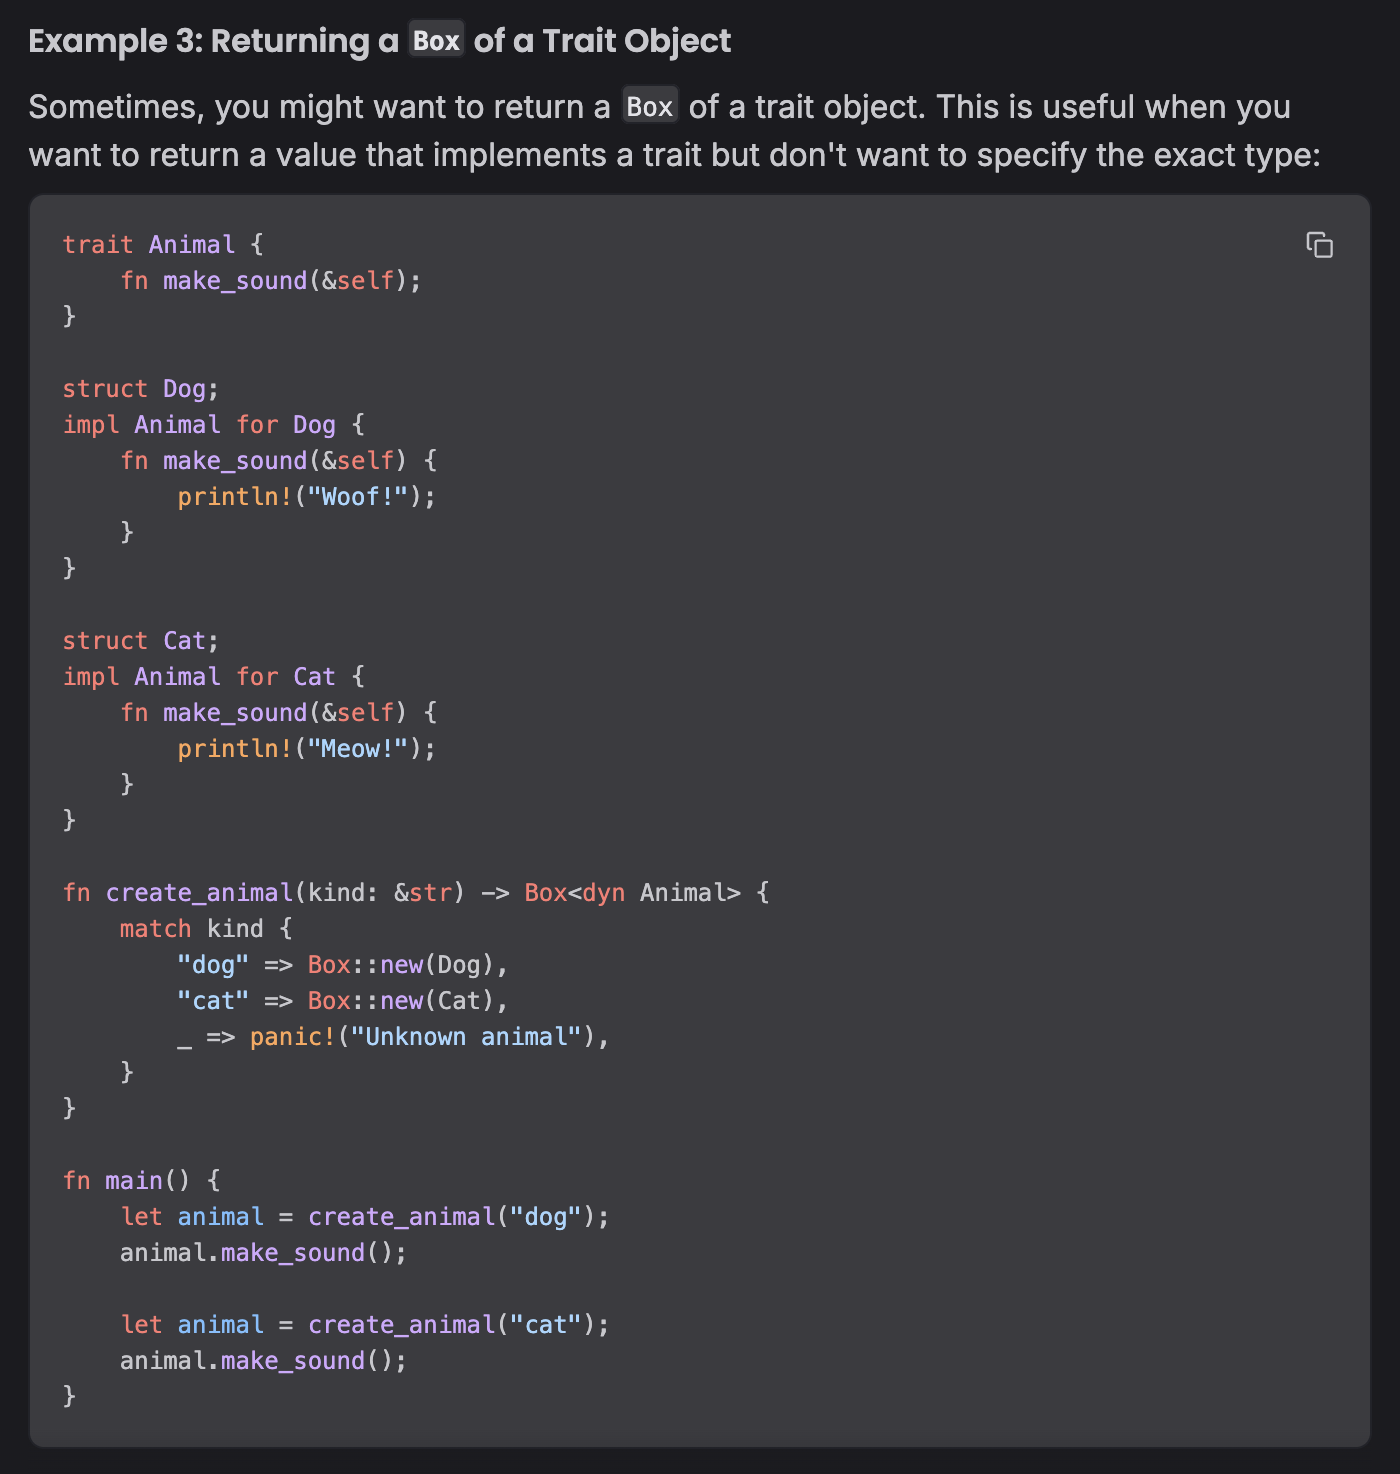 Example 3: Returning a Box of a Trait Object
Sometimes, you might want to return a Box of a trait object. This is useful when you
want to return a value that implements a trait but don't want to specify the exact type:
trait Animal {
    fn make_sound(&self);
}

struct Dog;
impl Animal for Dog {
    fn make_sound(&self) {
        println!("Woof!");
    }
}

struct Cat;
impl Animal for Cat {
    fn make_sound(&self) {
        println!("Meow!");
    }
}

fn create_animal(kind: &str) -> Box<dyn Animal> {
    match kind {
        "dog" => Box::new(Dog),
        "cat" => Box::new(Cat),
        _ => panic!("Unknown animal"),
    }
}

fn main() {
    let animal = create_animal("dog");
    animal.make_sound();

    let animal = create_animal("cat");
    animal.make_sound();
}